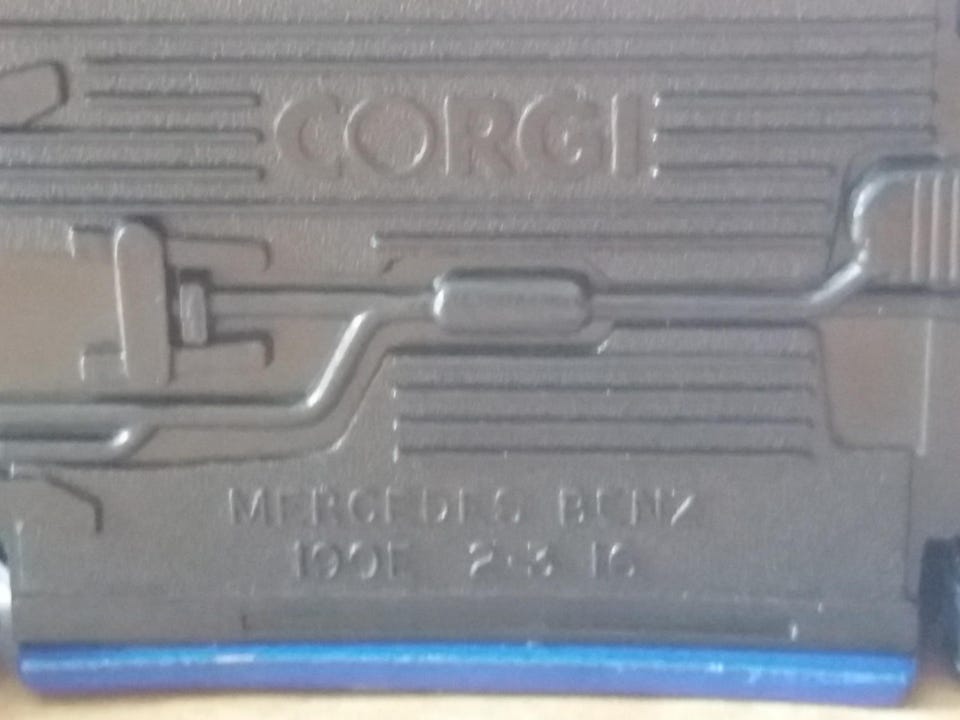 CORGI
MERCEDES BENZ
190E 2·3 16